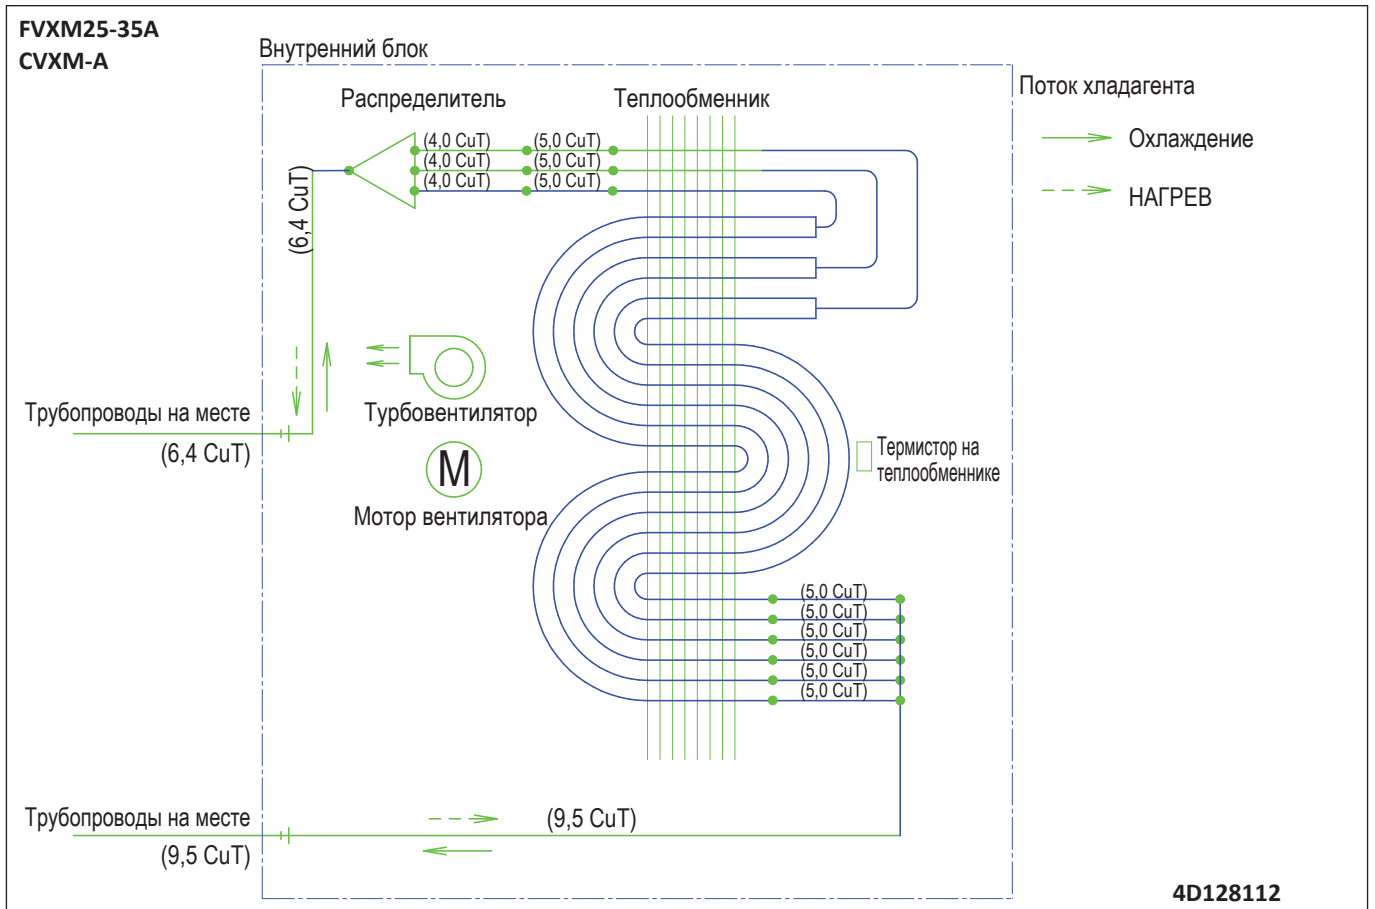 FVXM25-35A
CVXM-A
Внутренний блок
Поток хладагента
Распределитель
Теплообменник
Охлаждение
НАГРЕВ
(4,0 CuT)
(5,0 CuT)
(4,0 CuT)
(5,0 CuT)
(4,0 CuT)
(5,0 CuT)
(6,4 CuT)
Трубопроводы на месте
(6,4 CuT)
Турбовентилятор
M
Мотор вентилятора
Термистор на
теплообменнике
(5,0 CuT)
(5,0 CuT)
(5,0 CuT)
(5,0 CuT)
(5,0 CuT)
(5,0 CuT)
Трубопроводы на месте
(9,5 CuT)
(9,5 CuT)
4D128112